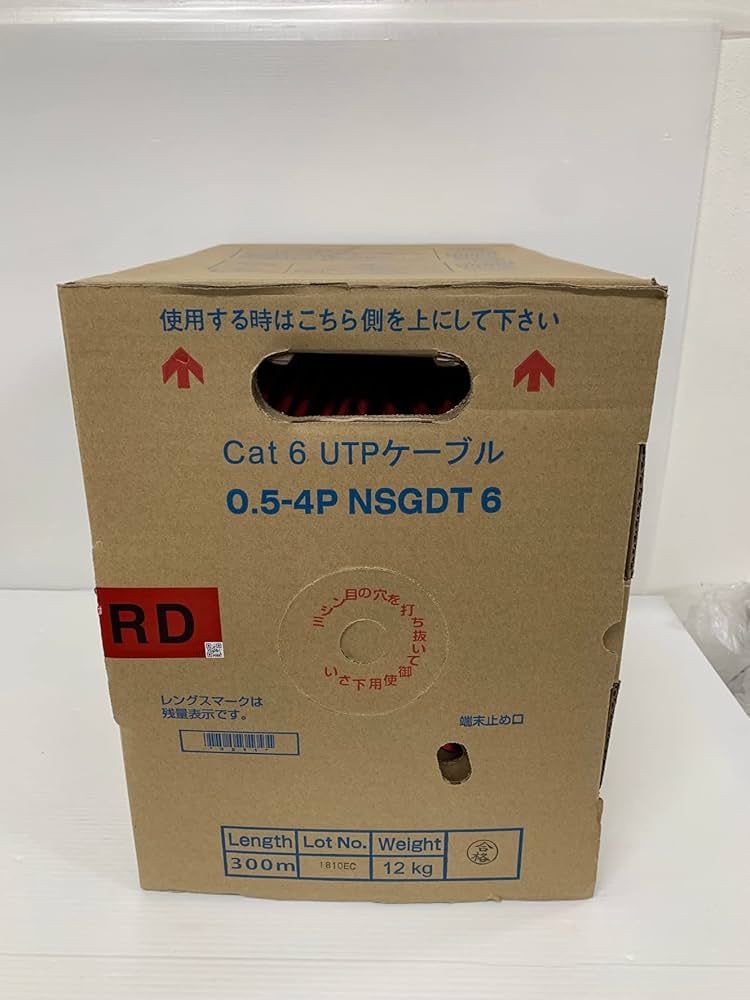 使用する時はこちら側を上にして下さい
Cat 6 UTPケーブル
0.5-4P NSGDT 6
ミシン目の穴を打ち抜いて御使用下さい
RD
レングスマークは
残量表示です。
端末止め口
Length Lot No. Weight
300m 1810EC 12 kg
合格